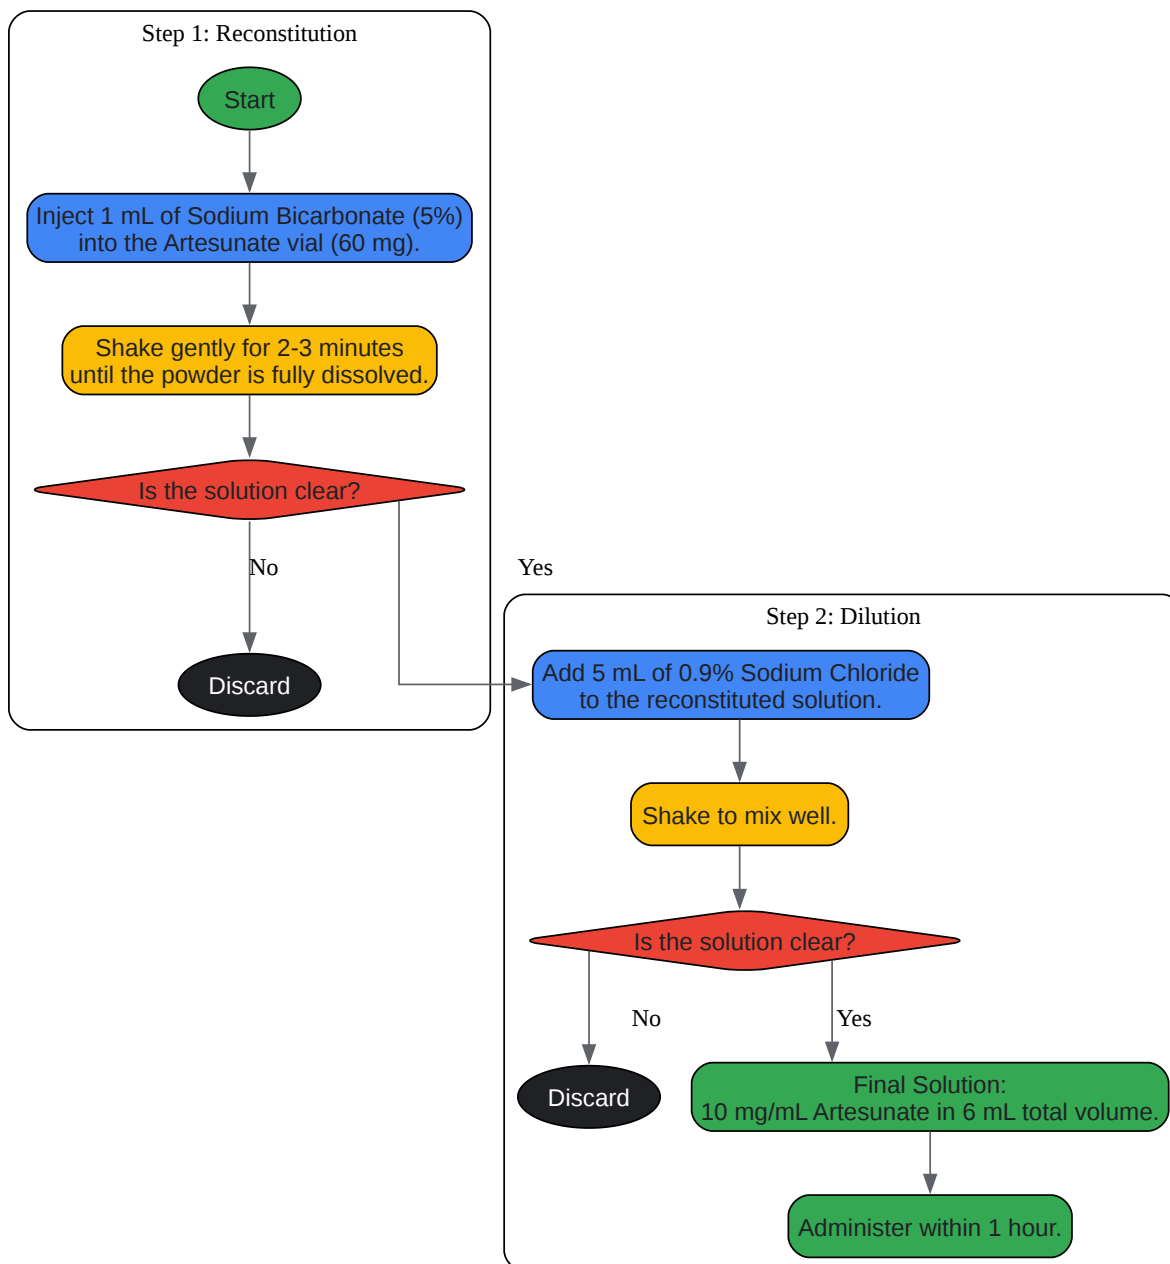 Step 1: Reconstitution
Start
Inject 1 mL of Sodium Bicarbonate (5%)
into the Artesunate vial (60 mg).
Shake gently for 2-3 minutes
until the powder is fully dissolved.
Is the solution clear?
No
Discard
Yes
Step 2: Dilution
Add 5 mL of 0.9% Sodium Chloride
to the reconstituted solution.
Shake to mix well.
Is the solution clear?
No
Yes
Discard
Final Solution:
10 mg/mL Artesunate in 6 mL total volume.
Administer within 1 hour.